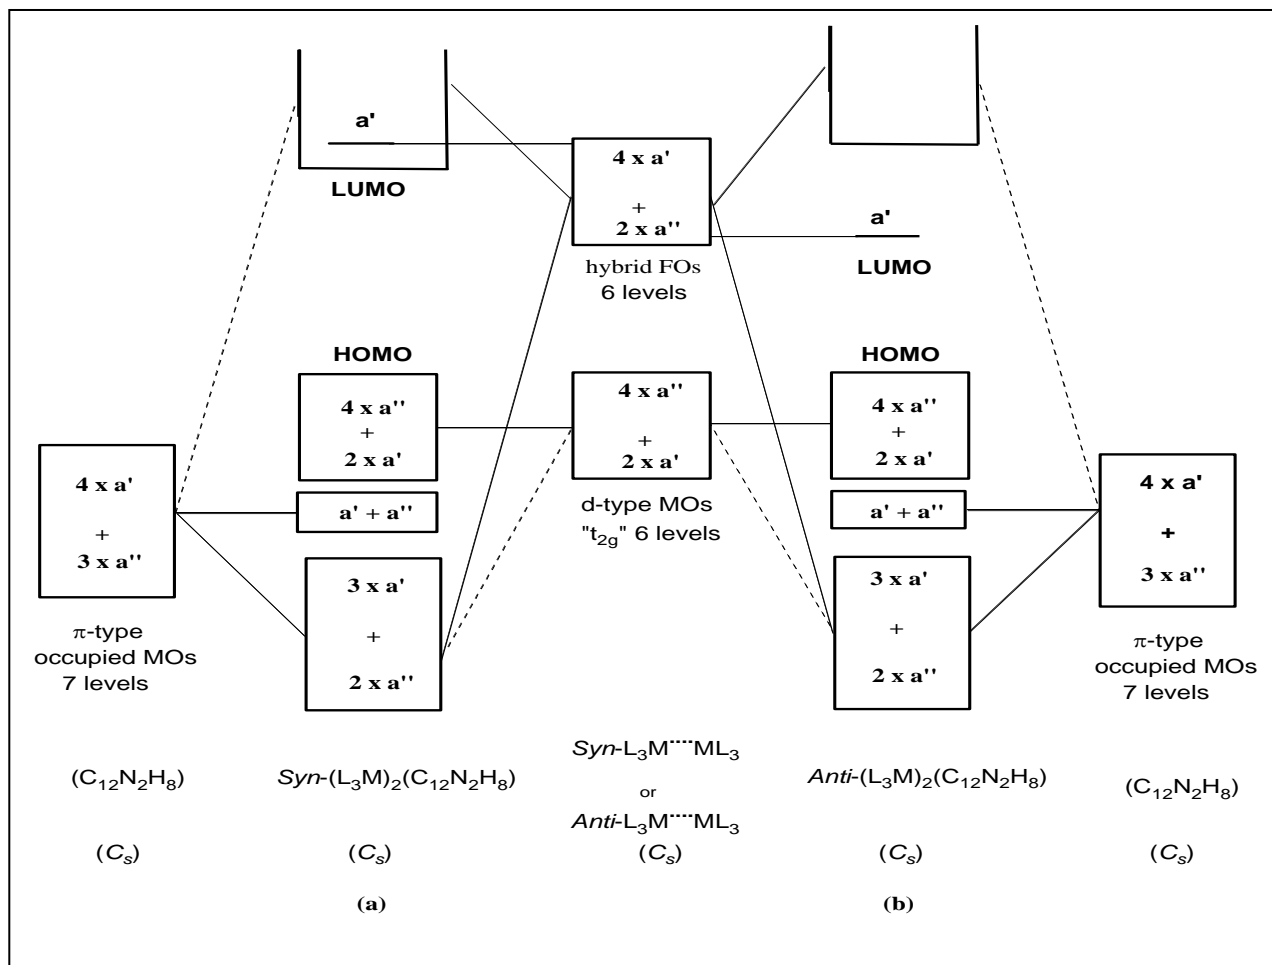 a'
LUMO
4 x a'
+
2 x a''
hybrid FOs
6 levels
a'
LUMO
HOMO
4 x a''
+
2 x a'
a' + a''
3 x a'
+
2 x a''
4 x a''
+
2 x a'
d-type MOs
"t2g" 6 levels
HOMO
4 x a''
+
2 x a'
a' + a''
3 x a'
+
2 x a''
4 x a'
+
3 x a''
π-type
occupied MOs
7 levels
4 x a'
+
3 x a''
π-type
occupied MOs
7 levels
(C12N2H8)
Syn-(L3M)2(C12N2H8)
Syn-L3M····ML3
or
Anti-L3M····ML3
Anti-(L3M)2(C12N2H8)
(C12N2H8)
(Cs)
(Cs)
(Cs)
(Cs)
(Cs)
(a)
(b)